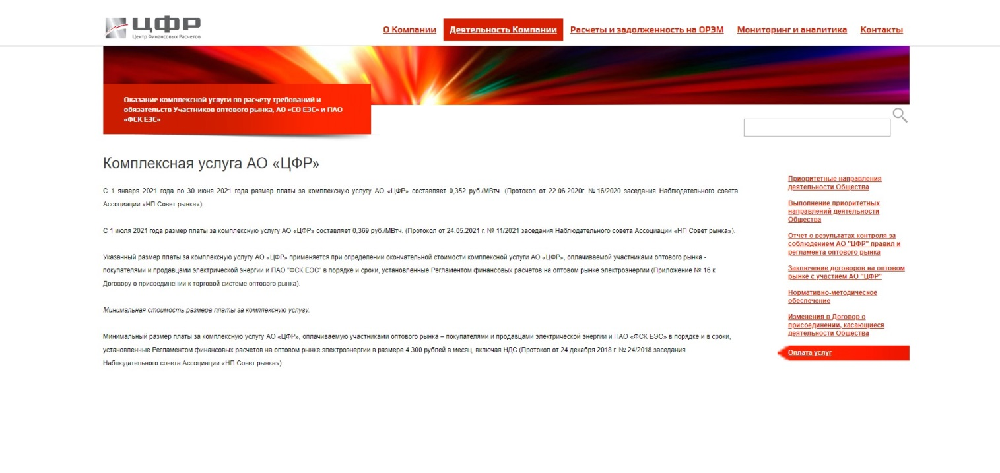 ЦФР
Центр Финансовых Расчетов
О Компании
Деятельность Компании
Расчеты и задолженность на ОРЭМ
Мониторинг и аналитика
Контакты
Оказание комплексной услуги по расчету требований и
обязательств Участников оптового рынка, АО «СО ЕЭС» и ПАО
«ФСК ЕЭС»
Комплексная услуга АО «ЦФР»
С 1 января 2021 года по 30 июня 2021 года размер платы за комплексную услугу АО «ЦФР» составляет 0,352 руб./МВтч. (Протокол от 22.06.2020г. №16/2020 заседания Наблюдательного совета
Ассоциации «НП Совет рынка»).
С 1 июля 2021 года размер платы за комплексную услугу АО «ЦФР» составляет 0,369 руб./МВтч. (Протокол от 24.05.2021 г. № 11/2021 заседания Наблюдательного совета Ассоциации «НП Совет рынка»).
Указанный размер платы за комплексную услугу АО «ЦФР» применяется при определении окончательной стоимости комплексной услуги АО «ЦФР», оплачиваемой участниками оптового рынка -
покупателями и продавцами электрической энергии и ПАО "ФСК ЕЭС" в порядке и сроки, установленные Регламентом финансовых расчетов на оптовом рынке электроэнергии (Приложение № 16 к
Договору о присоединении к торговой системе оптового рынка).
Минимальная стоимость размера платы за комплексную услугу.
Минимальный размер платы за комплексную услугу АО «ЦФР», оплачиваемую участниками оптового рынка – покупателями и продавцами электрической энергии и ПАО «ФСК ЕЭС» в порядке и в сроки,
установленные Регламентом финансовых расчетов на оптовом рынке электроэнергии в размере 4 300 рублей в месяц, включая НДС (Протокол от 24 декабря 2018 г. № 24/2018 заседания
Наблюдательного совета Ассоциации «НП Совет рынка»).
Приоритетные направления
деятельности Общества
Выполнение приоритетных
направлений деятельности
Общества
Отчет о результатах контроля за
соблюдением АО "ЦФР" правил и
регламента оптового рынка
Заключение договоров на оптовом
рынке с участием АО "ЦФР"
Нормативно-методическое
обеспечение
Изменения в Договор о
присоединении, касающиеся
деятельности Общества
Оплата услуг